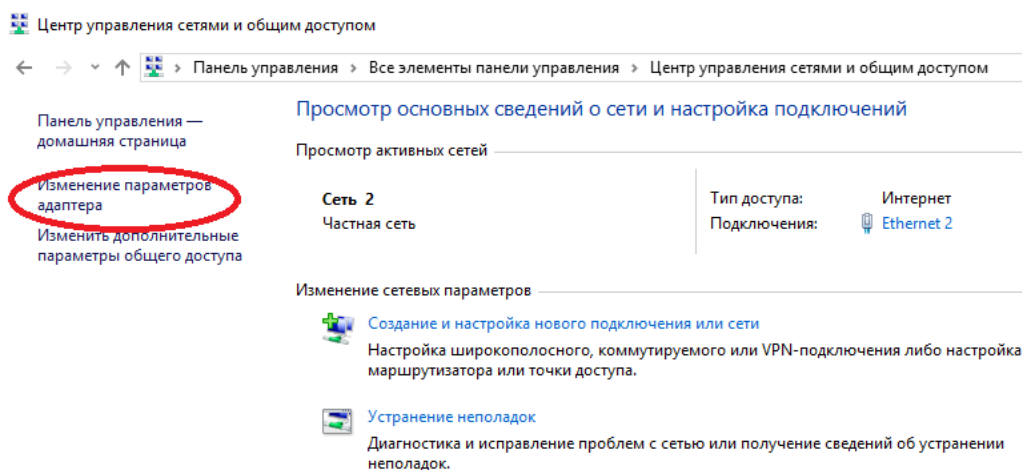 Центр управления сетями и общим доступом
Панель управления › Все элементы панели управления › Центр управления сетями и общим доступом
Панель управления —
домашняя страница
Изменение параметров
адаптера
Изменить дополнительные
параметры общего доступа
Просмотр основных сведений о сети и настройка подключений
Просмотр активных сетей
Сеть 2
Частная сеть
Тип доступа: Интернет
Подключения: Ethernet 2
Изменение сетевых параметров
Создание и настройка нового подключения или сети
Настройка широкополосного, коммутируемого или VPN-подключения либо настройка
маршрутизатора или точки доступа.
Устранение неполадок
Диагностика и исправление проблем с сетью или получение сведений об устранении
неполадок.